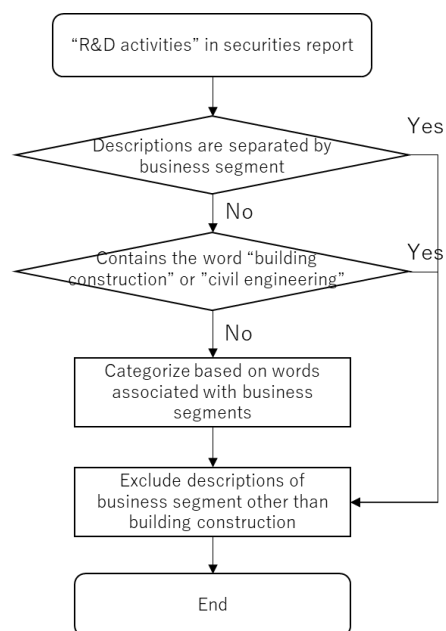 “R&D activities” in securities report
Yes
Descriptions are separated by
business segment
No
Yes
Contains the word “building
construction” or ”civil engineering”
No
Categorize based on words
associated with business
segments
Exclude descriptions of
business segment other than
building construction
End